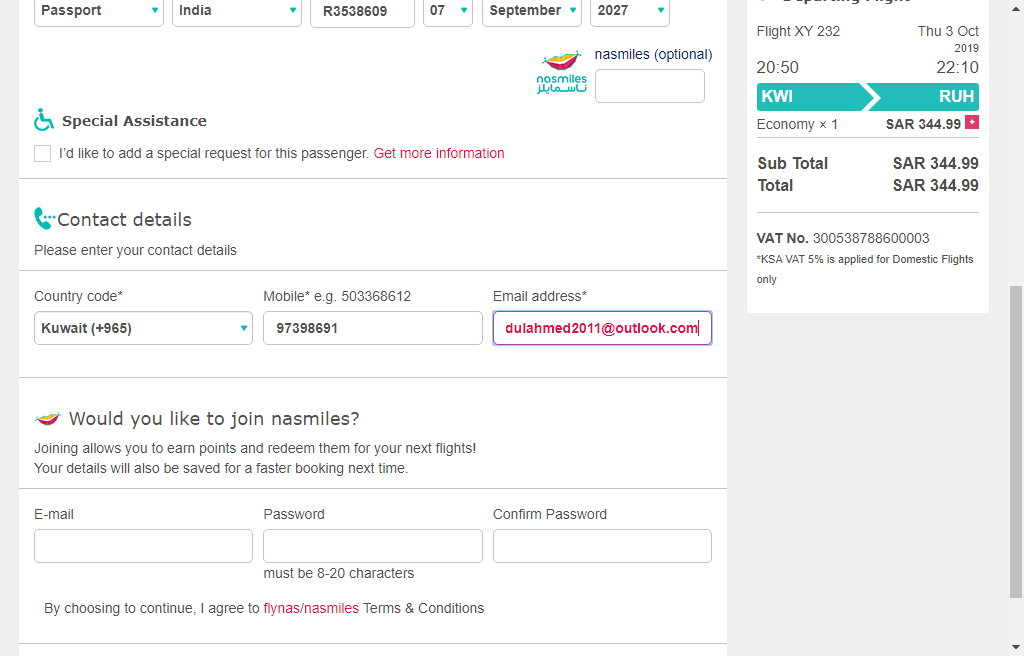 Passport India R3538609 07 September 2027
nasmiles (optional)
nasmiles
ناسمايلز
Special Assistance
I'd like to add a special request for this passenger. Get more information
Contact details
Please enter your contact details
Country code* Mobile* e.g. 503368612 Email address*
Kuwait (+965) 97398691 dulahmed2011@outlook.com
Would you like to join nasmiles?
Joining allows you to earn points and redeem them for your next flights!
Your details will also be saved for a faster booking next time.
E-mail Password Confirm Password
must be 8-20 characters
By choosing to continue, I agree to flynas/nasmiles Terms & Conditions
Departing Flight
Flight XY 232 Thu 3 Oct
2019
20:50 22:10
KWI RUH
Economy × 1 SAR 344.99 +
Sub Total SAR 344.99
Total SAR 344.99
VAT No. 300538788600003
*KSA VAT 5% is applied for Domestic Flights
only